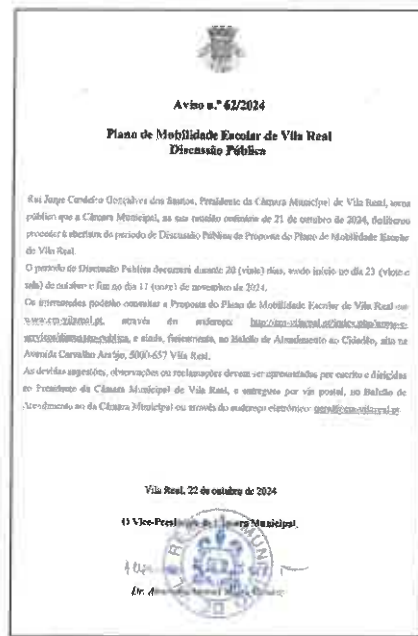 Aviso n.º 62/2024
Plano de Mobilidade Escolar de Vila Real
Discussão Pública
Rui Jorge Cordeiro Gonçalves dos Santos, Presidente da Câmara Municipal de Vila Real, torna
público que a Câmara Municipal, na sua reunião ordinária de 21 de outubro de 2024, deliberou
proceder à abertura do período de Discussão Pública da Proposta do Plano de Mobilidade Escolar
de Vila Real.
O período de Discussão Pública decorrerá durante 20 (vinte) dias, tendo início no dia 23 (vinte e
de outubro e fim no dia 11 (onze) de novembro de 2024.
Os interessados poderão consultar a Proposta do Plano de Mobilidade Escolar de Vila Real em
www.cm-vilareal.pt, através do endereço: e ainda, fisicamente, no Balcão de Atendimento ao Cidadão, sito na
Avenida Carvalho Araújo, 5000-657 Vila Real.
As devidas sugestões, observações ou reclamações devem ser apresentadas por escrito e dirigidas
ao Presidente da Câmara Municipal de Vila Real, e entregues por via postal, no Balcão de
Atendimento ao da Câmara Municipal ou através do endereço eletrónico: geral@cm-vilareal.pt
Vila Real, 22 de outubro de 2024
O Vice-Presidente da Câmara Municipal,
Dr.